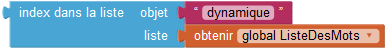 index dans la liste objet " dynamique "
liste obtenir global ListeDesMots